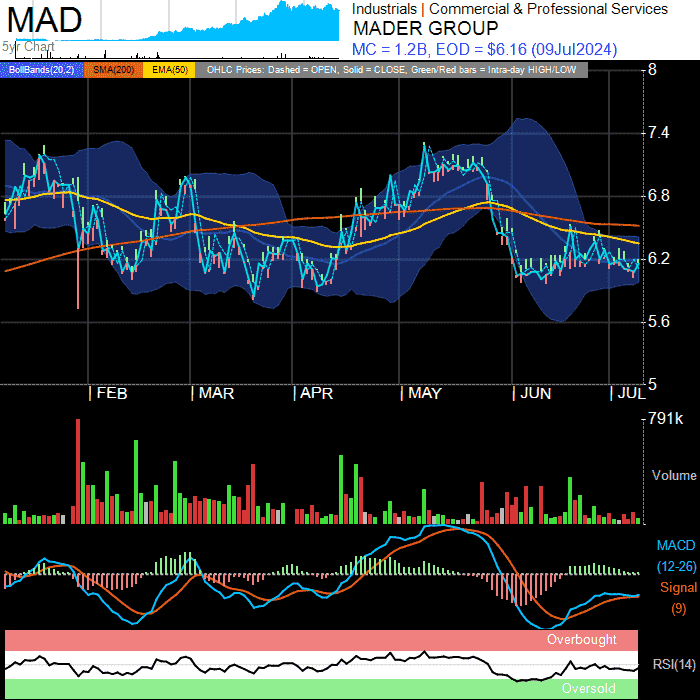 MAD
5yr Chart
Industrials | Commercial & Professional Services
MADER GROUP
MC = 1.2B, EOD = $6.16 (09Jul2024)
BollBands(20,2) SMA(200) EMA(50) OHLC Prices: Dashed = OPEN, Solid = CLOSE, Green/Red bars = Intra-day HIGH/LOW
8
7.4
6.8
6.2
5.6
5
| FEB | MAR | APR | MAY | JUN | JUL
791k
Volume
MACD
(12-26)
Signal
(9)
Overbought
RSI(14)
Oversold